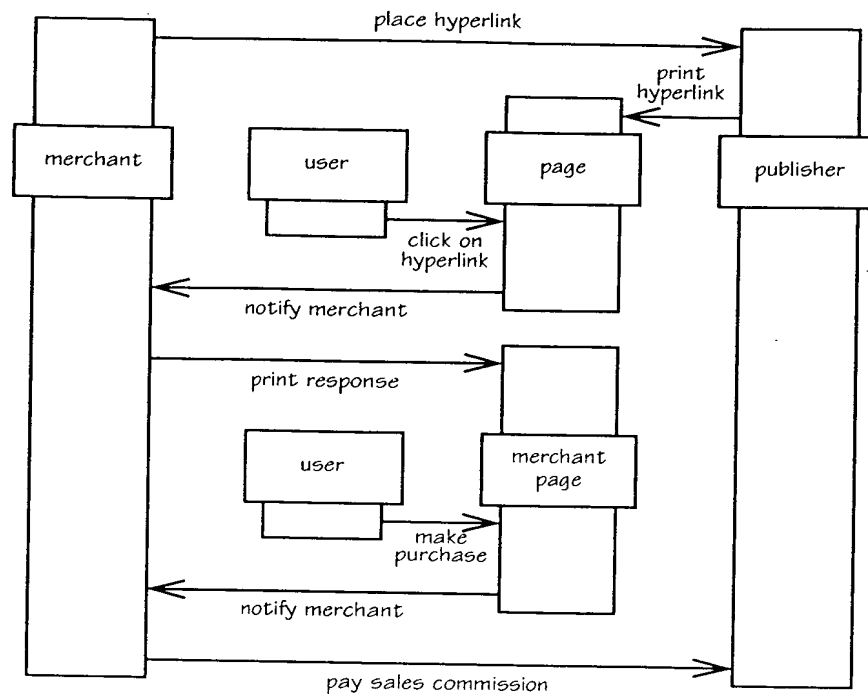 place hyperlink
print
hyperlink
merchant
user
page
publisher
click on
hyperlink
notify merchant
print response
user
merchant
page
make
purchase
notify merchant
pay sales commission